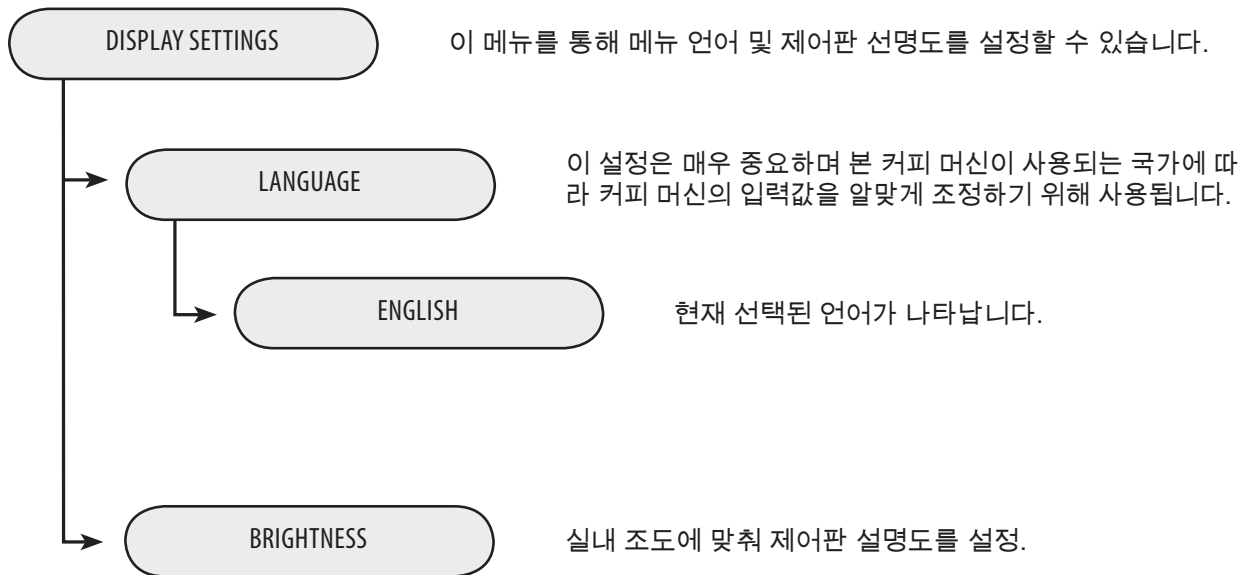 DISPLAY SETTINGS
이 메뉴를 통해 메뉴 언어 및 제어판 선명도를 설정할 수 있습니다.
LANGUAGE
이 설정은 매우 중요하며 본 커피 머신이 사용되는 국가에 따
라 커피 머신의 입력값을 알맞게 조정하기 위해 사용됩니다.
ENGLISH
현재 선택된 언어가 나타납니다.
BRIGHTNESS
실내 조도에 맞춰 제어판 설명도를 설정.